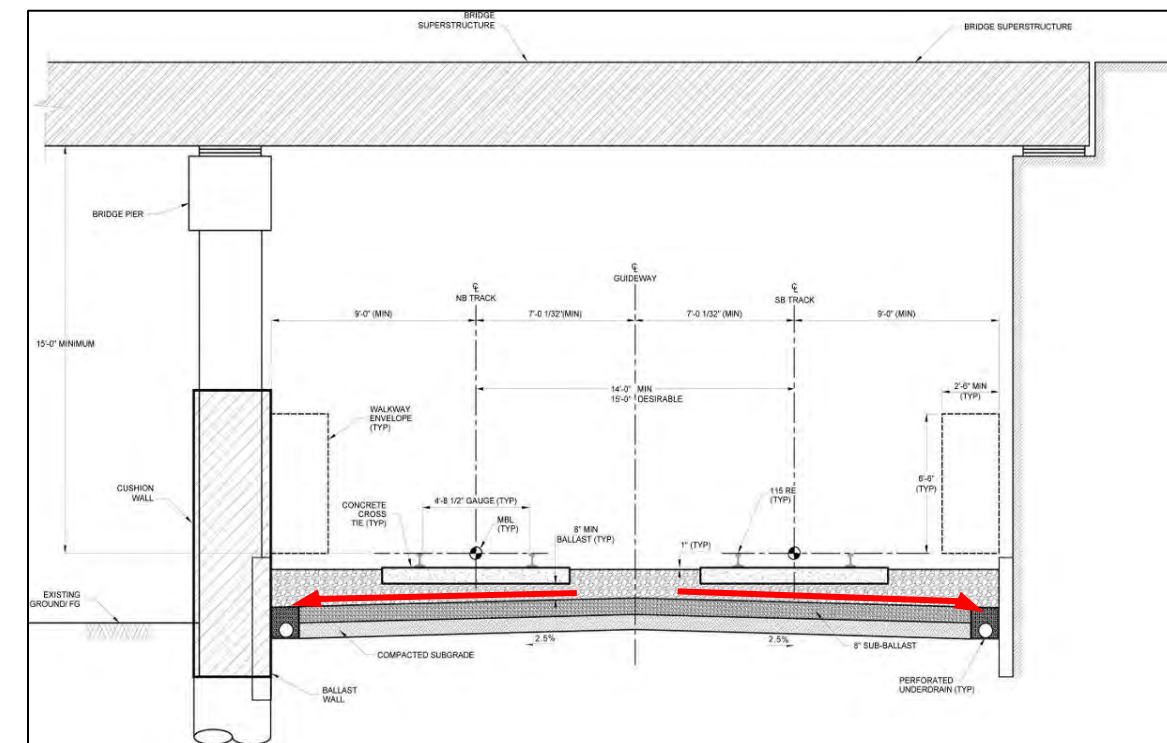 BRIDGE
SUPERSTRUCTURE
BRIDGE SUPERSTRUCTURE
BRIDGE PIER
℄
GUIDEWAY
℄
NB TRACK
℄
SB TRACK
9'-0" (MIN)
7'-0 1/32"(MIN)
7'-0 1/32" (MIN)
9'-0" (MIN)
15'-0" MINIMUM
14'-0" MIN
15'-0" DESIRABLE
2'-6" MIN
(TYP)
WALKWAY
ENVELOPE
(TYP)
6'-6"
(TYP)
CUSHION
WALL
CONCRETE
CROSS
TIE (TYP)
4'-8 1/2" GAUGE (TYP)
MBL
(TYP)
8" MIN
BALLAST (TYP)
115 RE
(TYP)
1" (TYP)
EXISTING
GROUND/ FG
2.5%
2.5%
COMPACTED SUBGRADE
8" SUB-BALLAST
BALLAST
WALL
PERFORATED
UNDERDRAIN (TYP)